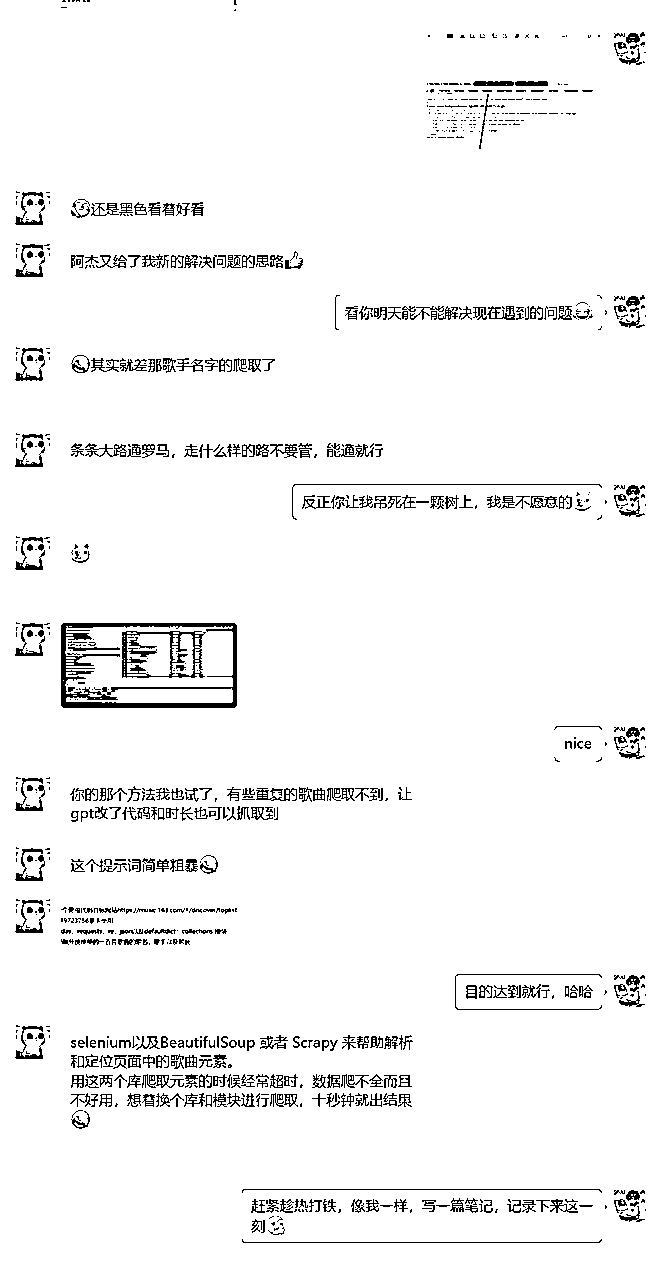 还是黑色看着好看
阿杰又给了我新的解决问题的思路
看你明天能不能解决现在遇到的问题
其实就差那歌手名字的爬取了
条条大路通罗马，走什么样的路不要管，能通就行
反正你让我吊死在一颗树上，我是不愿意的
nice
你的那个方法我也试了，有些重复的歌曲爬取不到，让
gpt改了代码和时长也可以抓取到
这个提示词简单粗暴
目的达到就行，哈哈
selenium以及BeautifulSoup 或者 Scrapy 来帮助解析
和定位页面中的歌曲元素。
用这两个库爬取元素的时候经常超时，数据爬不全而且
不好用，想替换个库和模块进行爬取，十秒钟就出结果
赶紧趁热打铁，像我一样，写一篇笔记，记录下来这一
刻